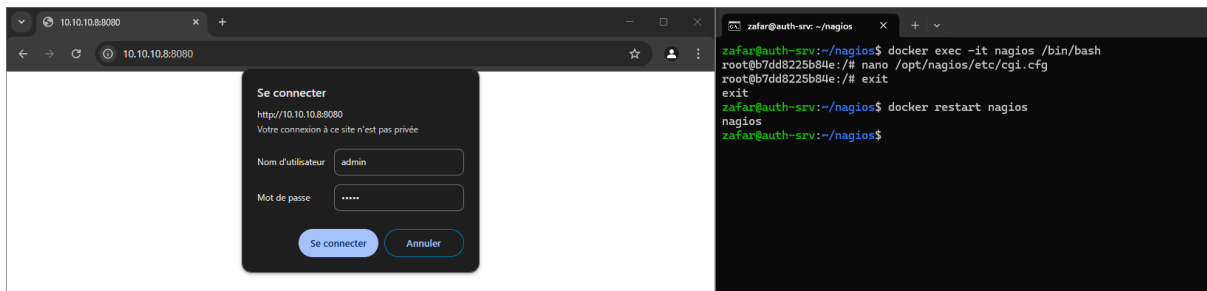 10.10.10.8:8080
10.10.10.8:8080
Se connecter
http://10.10.10.8:8080
Votre connexion à ce site n'est pas privée
Nom d'utilisateur admin
Mot de passe •••••
Se connecter Annuler
zafar@auth-srv: ~/nagios
zafar@auth-srv:~/nagios$ docker exec -it nagios /bin/bash
root@b7dd8225b84e:/# nano /opt/nagios/etc/cgi.cfg
root@b7dd8225b84e:/# exit
exit
zafar@auth-srv:~/nagios$ docker restart nagios
nagios
zafar@auth-srv:~/nagios$